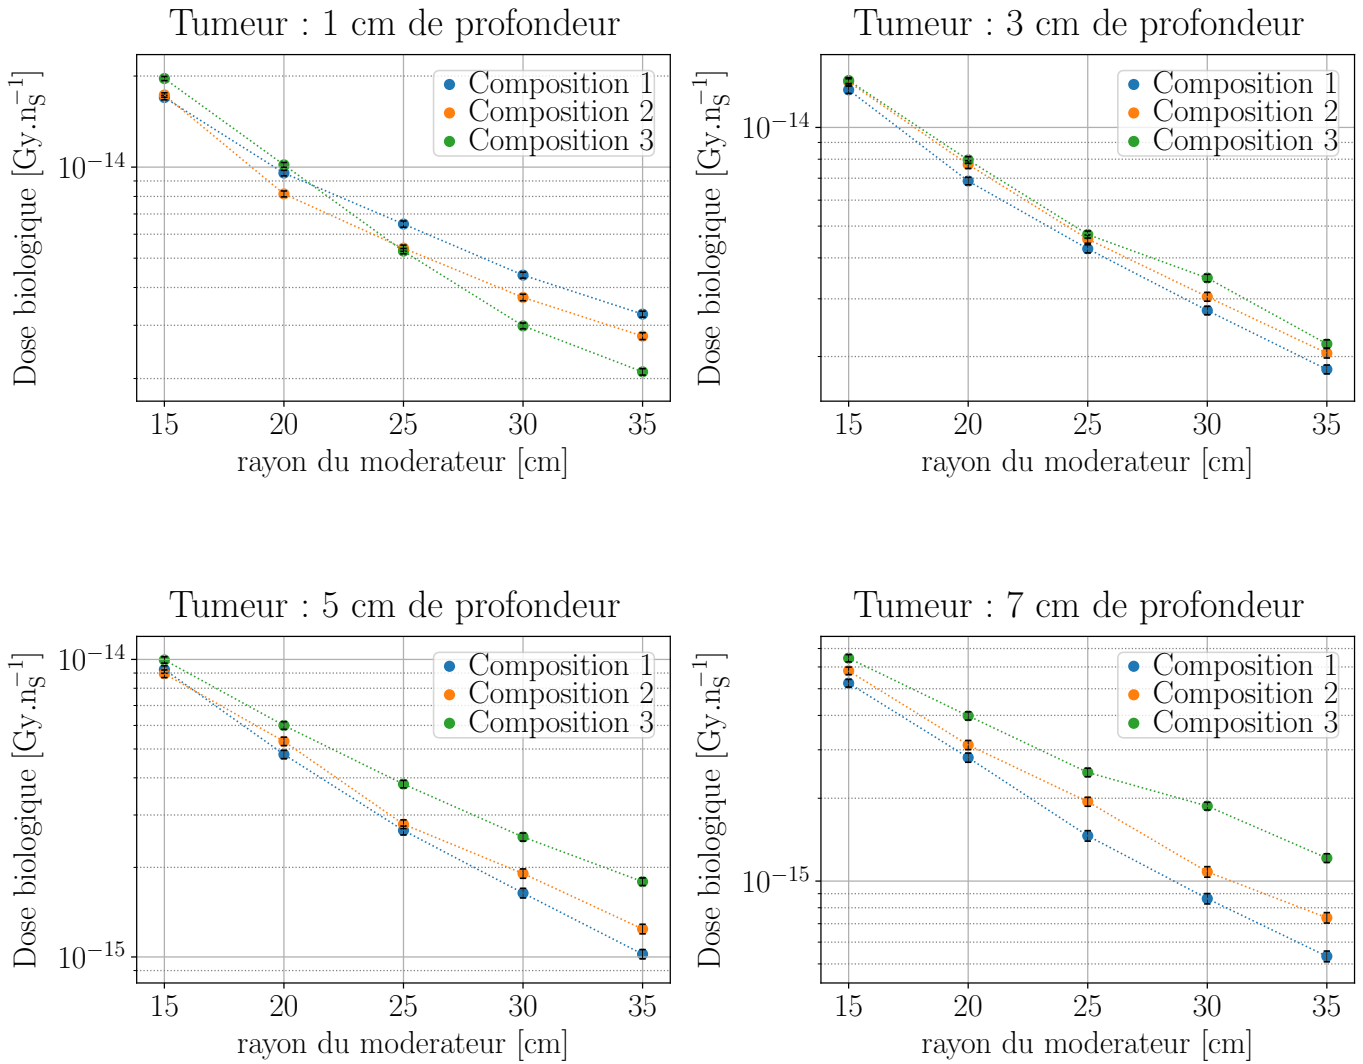 Tumeur : 1 cm de profondeur
Dose biologique [Gy.n_S^{-1}]
10^{-14}
Composition 1
Composition 2
Composition 3
15 20 25 30 35
rayon du moderateur [cm]
Tumeur : 3 cm de profondeur
Dose biologique [Gy.n_S^{-1}]
10^{-14}
Composition 1
Composition 2
Composition 3
15 20 25 30 35
rayon du moderateur [cm]
Tumeur : 5 cm de profondeur
Dose biologique [Gy.n_S^{-1}]
10^{-14}
10^{-15}
Composition 1
Composition 2
Composition 3
15 20 25 30 35
rayon du moderateur [cm]
Tumeur : 7 cm de profondeur
Dose biologique [Gy.n_S^{-1}]
10^{-15}
Composition 1
Composition 2
Composition 3
15 20 25 30 35
rayon du moderateur [cm]